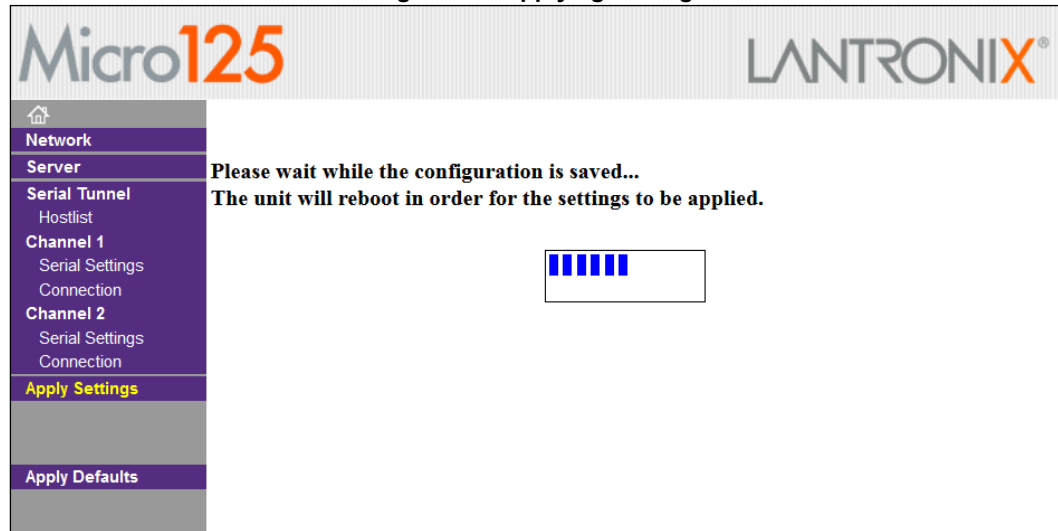 Micro125
LANTRONIX®
Network
Server
Serial Tunnel
Hostlist
Channel 1
Serial Settings
Connection
Channel 2
Serial Settings
Connection
Apply Settings
Apply Defaults
Please wait while the configuration is saved...
The unit will reboot in order for the settings to be applied.